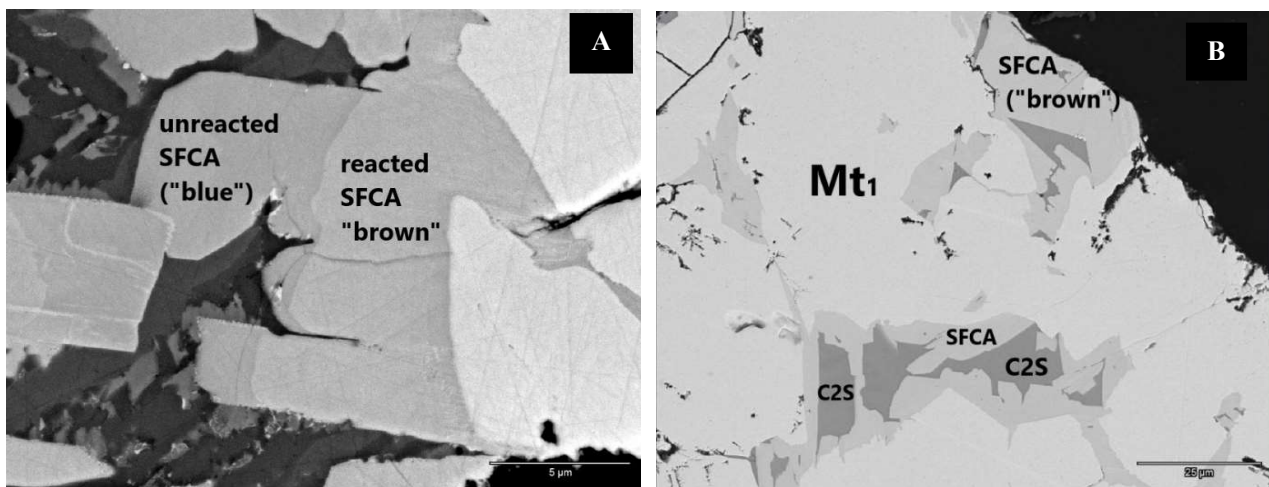 A
unreacted
SFCA
("blue")
reacted
SFCA
"brown"
5 µm
B
SFCA
("brown")
Mt1
SFCA
C2S
C2S
25 µm